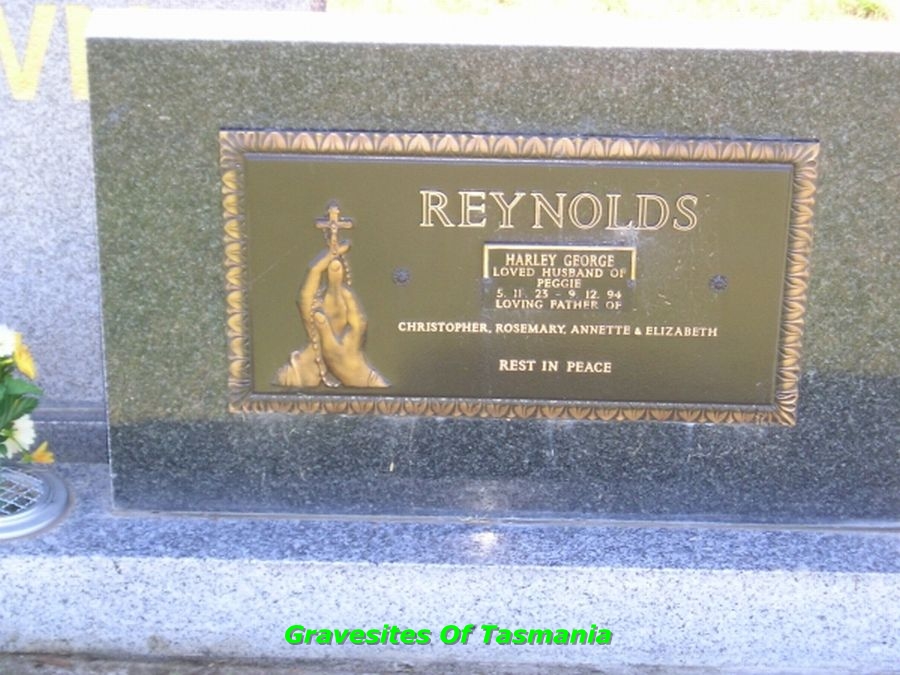 REYNOLDS
HARLEY GEORGE
LOVED HUSBAND OF
PEGGIE
5. 11. 23 - 9. 12. 94
LOVING FATHER OF
CHRISTOPHER, ROSEMARY, ANNETTE & ELIZABETH
REST IN PEACE
Gravesites Of Tasmania